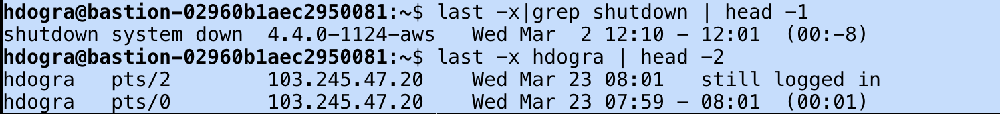 hdogra@bastion-02960b1aec2950081:~$ last -x|grep shutdown | head -1
shutdown system down  4.4.0-1124-aws   Wed Mar  2 12:10 - 12:01  (00:-8)
hdogra@bastion-02960b1aec2950081:~$ last -x hdogra | head -2
hdogra   pts/2        103.245.47.20    Wed Mar 23 08:01   still logged in
hdogra   pts/0        103.245.47.20    Wed Mar 23 07:59 - 08:01  (00:01)